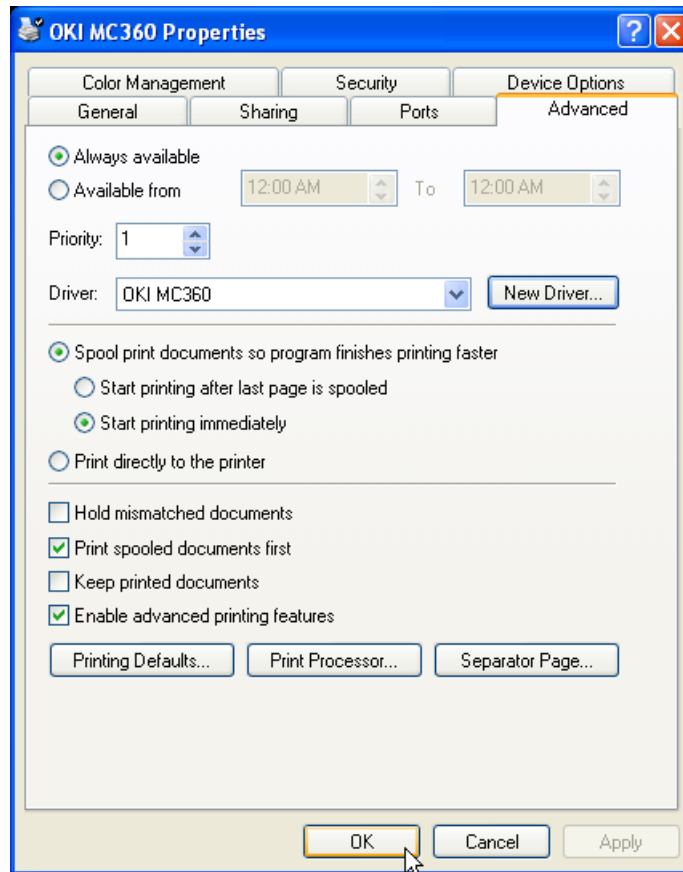 OKI MC360 Properties
Color Management Security Device Options
General Sharing Ports Advanced
Always available
Available from 12:00 AM To 12:00 AM
Priority: 1
Driver: OKI MC360 New Driver...
Spool print documents so program finishes printing faster
Start printing after last page is spooled
Start printing immediately
Print directly to the printer
Hold mismatched documents
Print spooled documents first
Keep printed documents
Enable advanced printing features
Printing Defaults... Print Processor... Separator Page...
OK Cancel Apply